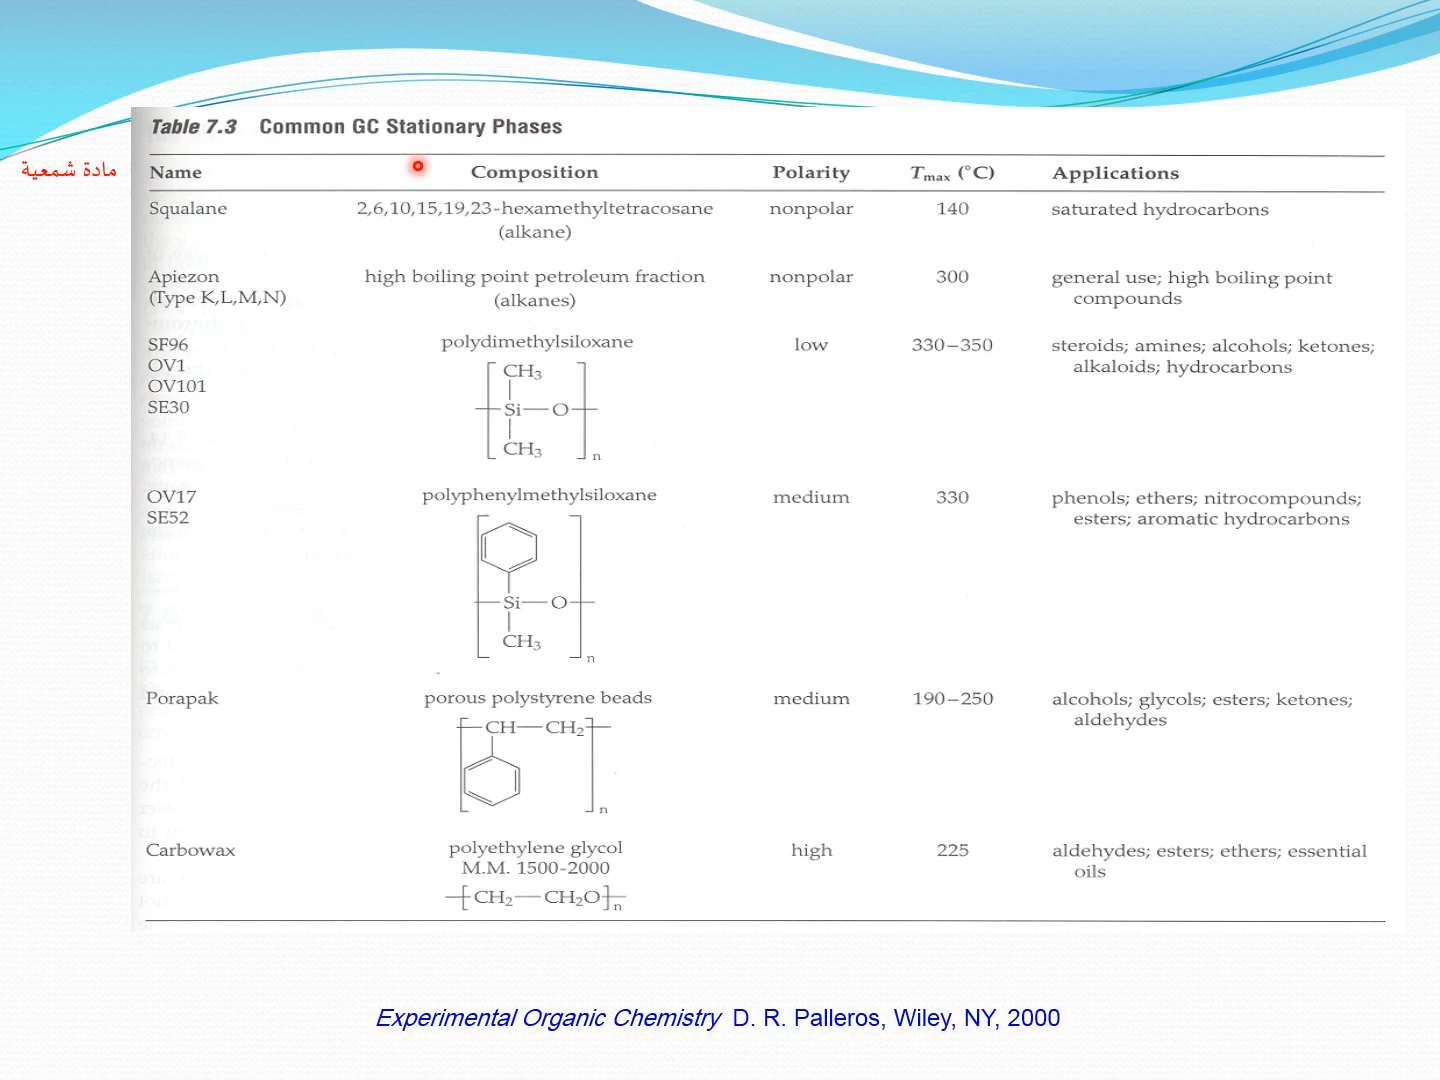 Table 7.3 Common GC Stationary Phases
مادة شمعية
Name Composition Polarity Tmax (°C) Applications
Squalane 2,6,10,15,19,23-hexamethyltetracosane nonpolar 140 saturated hydrocarbons
(alkane)
Apiezon high boiling point petroleum fraction nonpolar 300 general use; high boiling point
(Type K,L,M,N) (alkanes) compounds
SF96 polydimethylsiloxane low 330–350 steroids; amines; alcohols; ketones;
OV1 alkaloids; hydrocarbons
CH3
OV101
SE30
Si—O
CH3
n
OV17 polyphenylmethylsiloxane medium 330 phenols; ethers; nitrocompounds;
SE52 esters; aromatic hydrocarbons
Si—O
CH3
n
Porapak porous polystyrene beads medium 190–250 alcohols; glycols; esters; ketones;
aldehydes
CH—CH2
n
Carbowax polyethylene glycol high 225 aldehydes; esters; ethers; essential
M.M. 1500-2000 oils
[CH2—CH2O]n
Experimental Organic Chemistry D. R. Palleros, Wiley, NY, 2000